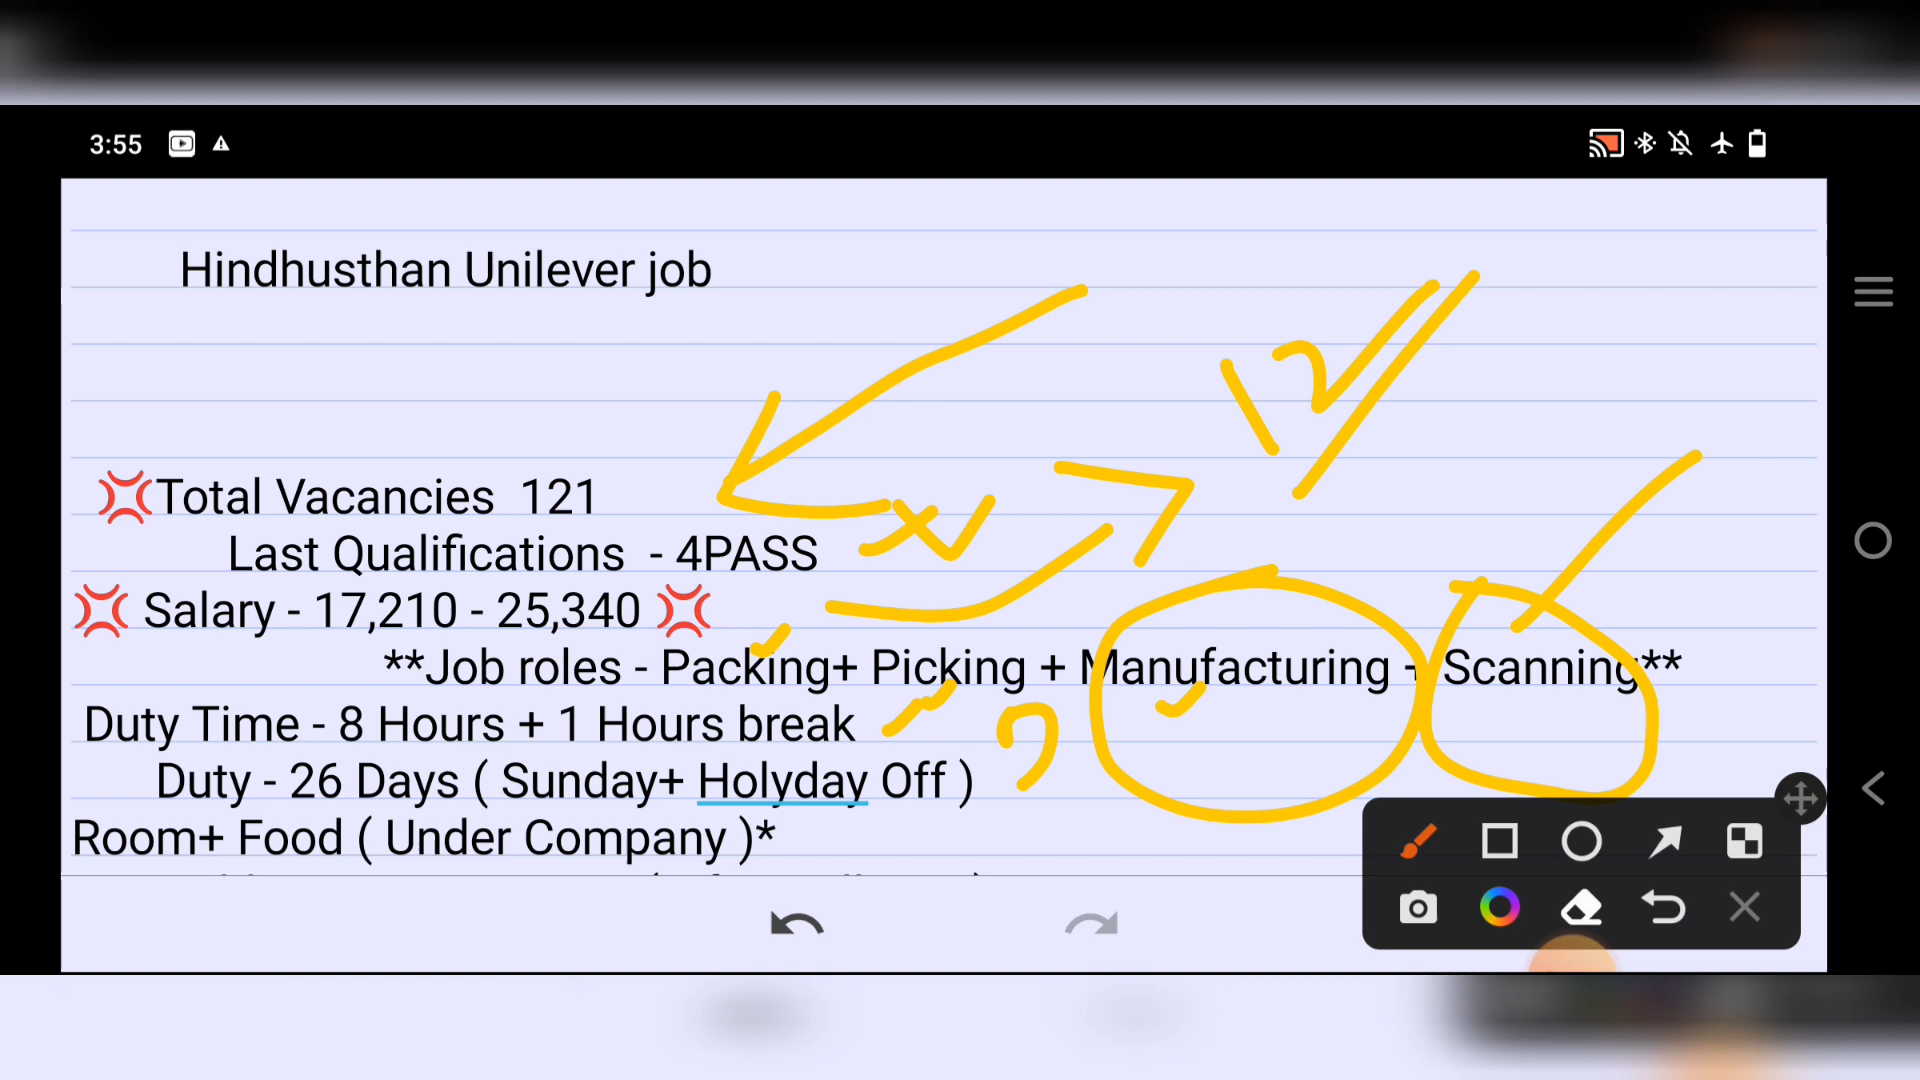 3:55
Hindhusthan Unilever job
12
💢Total Vacancies 121
Last Qualifications - 4PASS
💢 Salary - 17,210 - 25,340 💢
**Job roles - Packing+ Picking + Manufacturing + Scanning**
Duty Time - 8 Hours + 1 Hours break
Duty - 26 Days ( Sunday+ Holyday Off )
Room+ Food ( Under Company )*